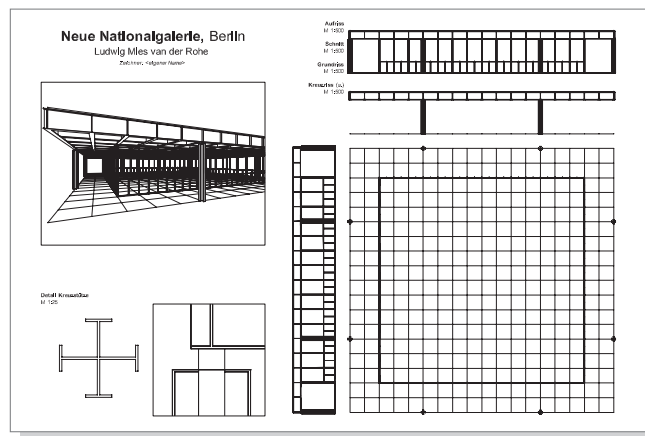 Neue Nationalgalerie, Berlin
Ludwig Mies van der Rohe
Zeichner: <eigener Name>
Aufriss
M 1:500
Schnitt
M 1:500
Grundriss
M 1:500
Kreuzriss (u.)
M 1:500
Detail Kreuzstütze
M 1:25